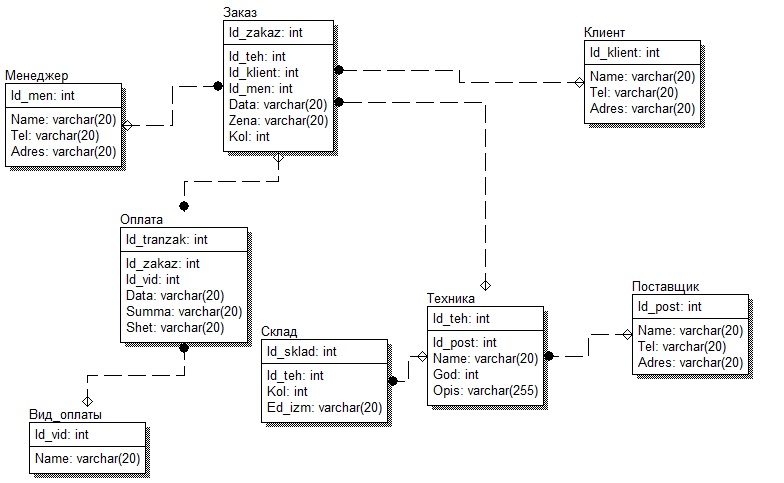 Заказ
Id_zakaz: int
Id_teh: int
Id_klient: int
Id_men: int
Data: varchar(20)
Zena: varchar(20)
Kol: int
Клиент
Id_klient: int
Name: varchar(20)
Tel: varchar(20)
Adres: varchar(20)
Менеджер
Id_men: int
Name: varchar(20)
Tel: varchar(20)
Adres: varchar(20)
Оплата
Id_tranzak: int
Id_zakaz: int
Id_vid: int
Data: varchar(20)
Summa: varchar(20)
Shet: varchar(20)
Техника
Id_teh: int
Id_post: int
Name: varchar(20)
God: int
Opis: varchar(255)
Поставщик
Id_post: int
Name: varchar(20)
Tel: varchar(20)
Adres: varchar(20)
Склад
Id_sklad: int
Id_teh: int
Kol: int
Ed_izm: varchar(20)
Вид_оплаты
Id_vid: int
Name: varchar(20)